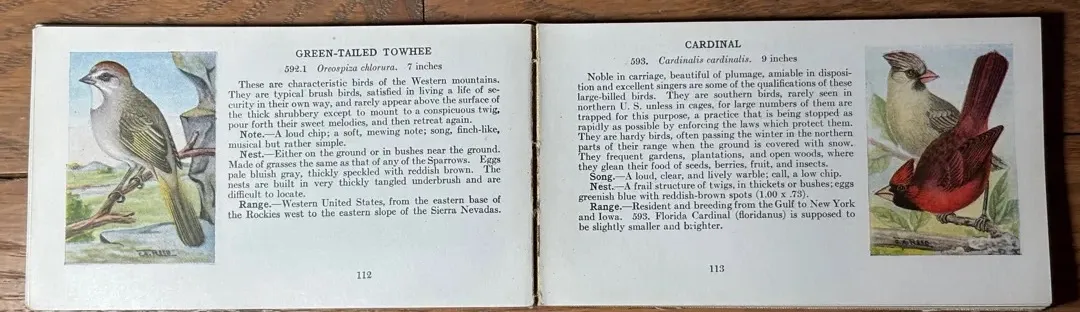 GREEN-TAILED TOWHEE
592.1 Oreospiza chlorura. 7 inches
These are characteristic birds of the Western mountains.
They are typical brush birds, satisfied in living a life of se-
curity in their own way, and rarely appear above the surface of
the thick shrubbery except to mount to a conspicuous twig,
pour forth their sweet melodies, and then retreat again.
Note.—A loud chip; a soft, mewing note; song, finch-like,
musical but rather simple.
Nest.—Either on the ground or in bushes near the ground.
Made of grasses the same as that of any of the Sparrows. Eggs
pale bluish gray, thickly speckled with reddish brown. The
nests are built in very thickly tangled underbrush and are
difficult to locate.
Range.—Western United States, from the eastern base of
the Rockies west to the eastern slope of the Sierra Nevadas.
112
CARDINAL
593. Cardinalis cardinalis. 9 inches
Noble in carriage, beautiful of plumage, amiable in disposi-
tion and excellent singers are some of the qualifications of these
large-billed birds. They are southern birds, rarely seen in
northern U. S. unless in cages, for large numbers of them are
trapped for this purpose, a practice that is being stopped as
rapidly as possible by enforcing the laws which protect them.
They are hardy birds, often passing the winter in the northern
parts of their range when the ground is covered with snow.
They frequent gardens, plantations, and open woods, where
they glean their food of seeds, berries, fruit, and insects.
Song.—A loud, clear, and lively warble; call, a low chip.
Nest.—A frail structure of twigs, in thickets or bushes; eggs
greenish blue with reddish-brown spots (1.00 x .73).
Range.—Resident and breeding from the Gulf to New York
and Iowa. 593. Florida Cardinal (floridanus) is supposed to
be slightly smaller and brighter.
113